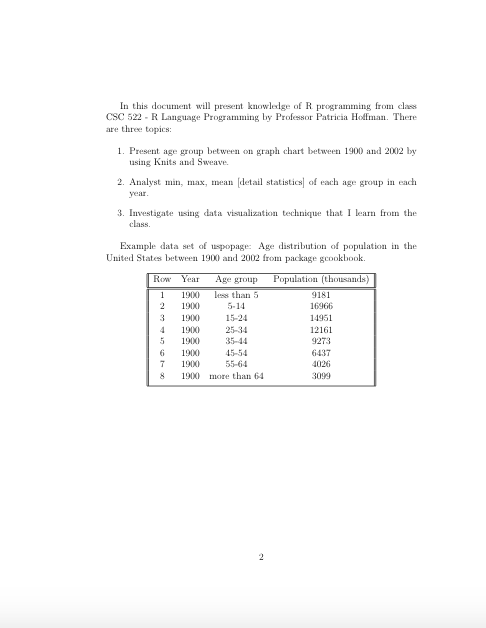 In this document will present knowledge of R programming from class
CSC 522 - R Language Programming by Professor Patricia Hoffman. There
are three topics:
1. Present age group between on graph chart between 1900 and 2002 by
using Knits and Sweave.
2. Analyst min, max, mean [detail statistics] of each age group in each
year.
3. Investigate using data visualization technique that I learn from the
class.
Example data set of uspopage: Age distribution of population in the
United States between 1900 and 2002 from package gcookbook.
Row Year Age group Population (thousands)
1 1900 less than 5 9181
2 1900 5-14 16966
3 1900 15-24 14951
4 1900 25-34 12161
5 1900 35-44 9273
6 1900 45-54 6437
7 1900 55-64 4026
8 1900 more than 64 3099
2